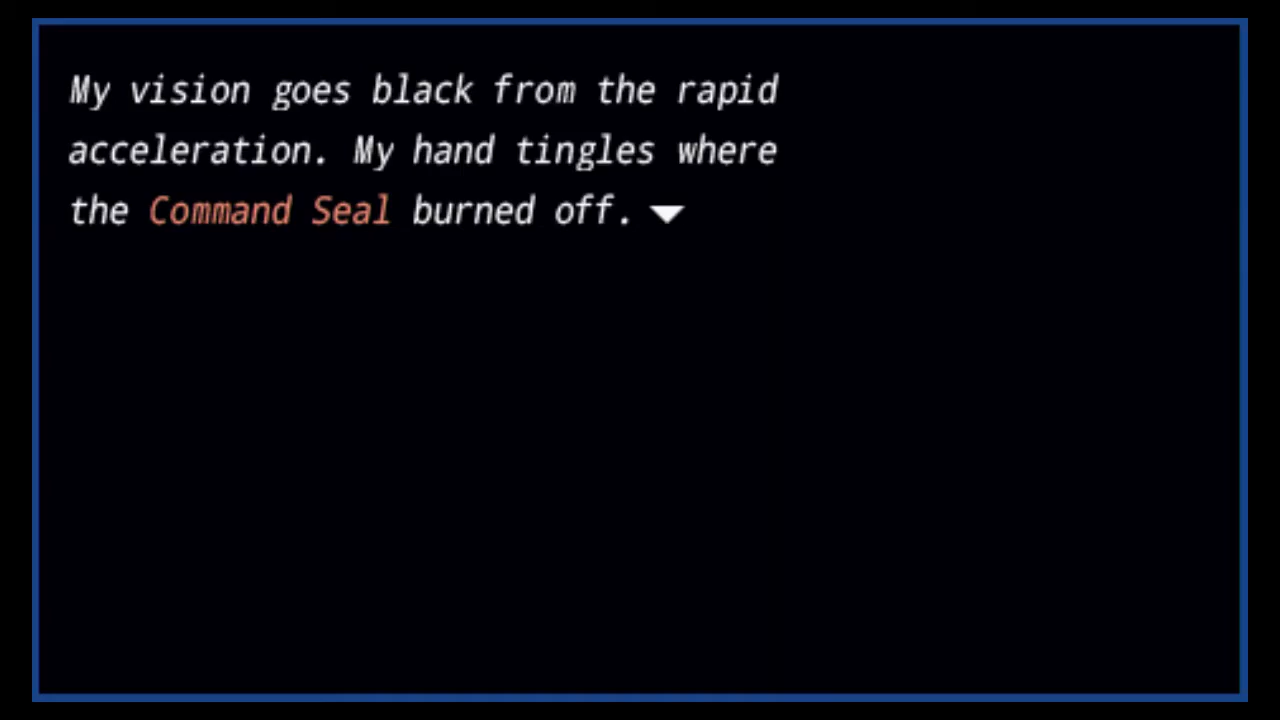 My vision goes black from the rapid
acceleration. My hand tingles where
the Command Seal burned off.